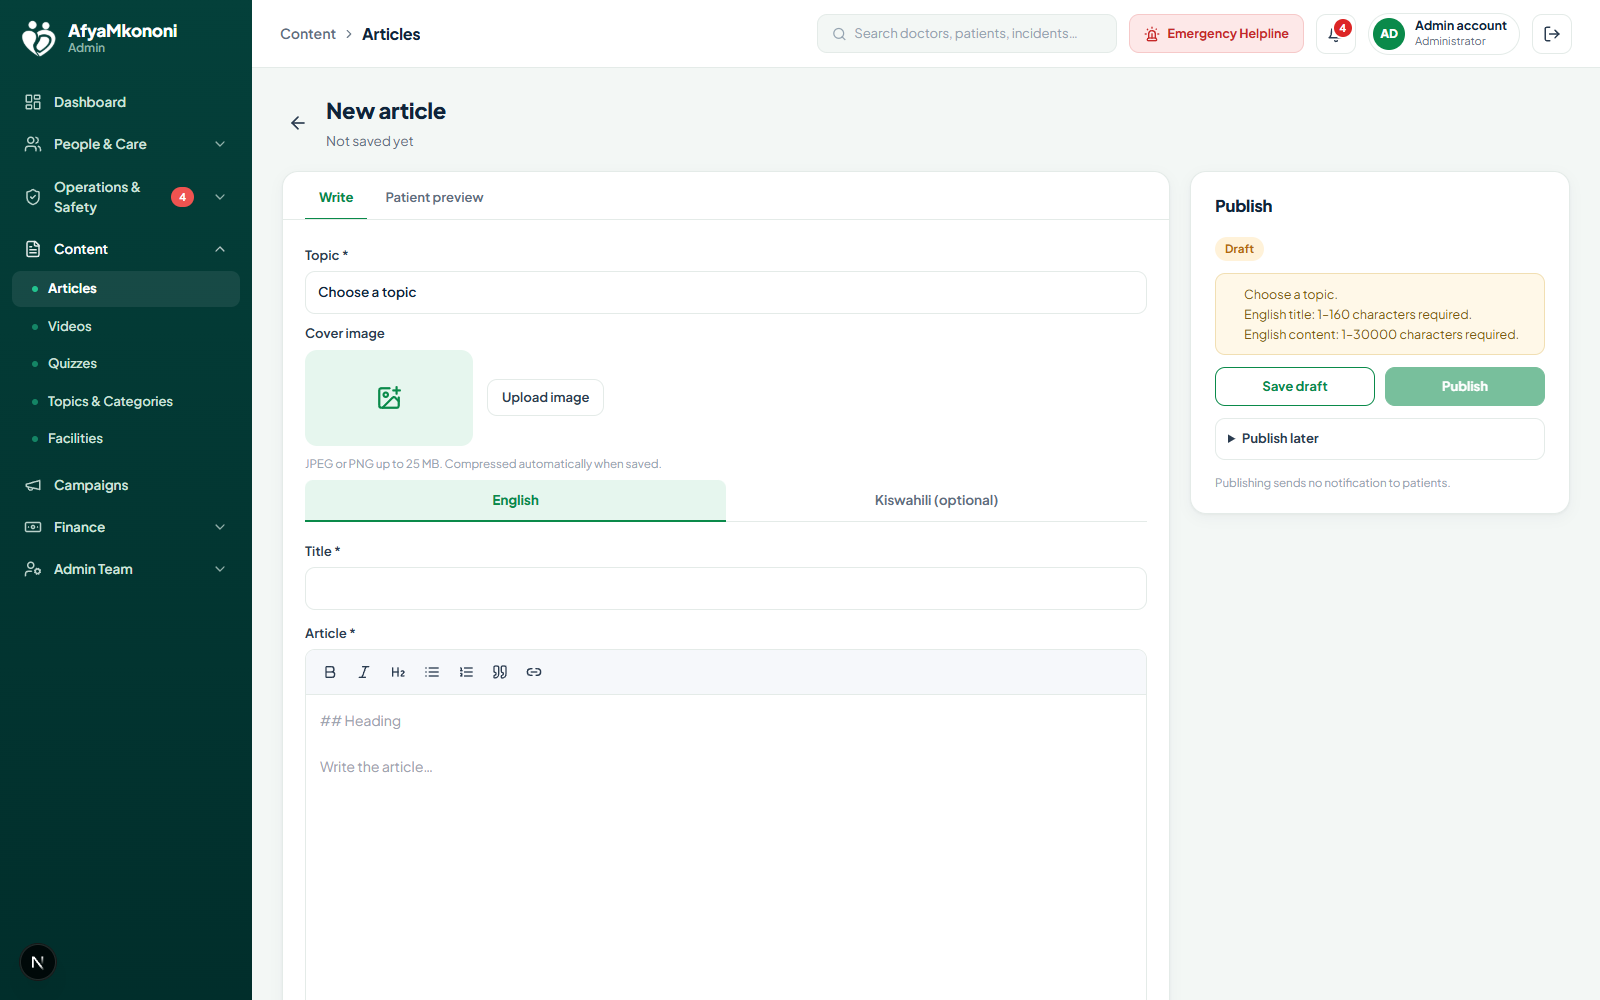 AfyaMkononi
Admin
Dashboard
People & Care
Operations &
Safety
4
Content
Articles
Videos
Quizzes
Topics & Categories
Facilities
Campaigns
Finance
Admin Team
N
Content > Articles
Search doctors, patients, incidents...
Emergency Helpline
4
AD
Admin account
Administrator
New article
Not saved yet
Write
Patient preview
Topic *
Choose a topic
Cover image
Upload image
JPEG or PNG up to 25 MB. Compressed automatically when saved.
English
Kiswahili (optional)
Title *
Article *
B I H2
## Heading
Write the article...
Publish
Draft
Choose a topic.
English title: 1–160 characters required.
English content: 1–30000 characters required.
Save draft
Publish
Publish later
Publishing sends no notification to patients.